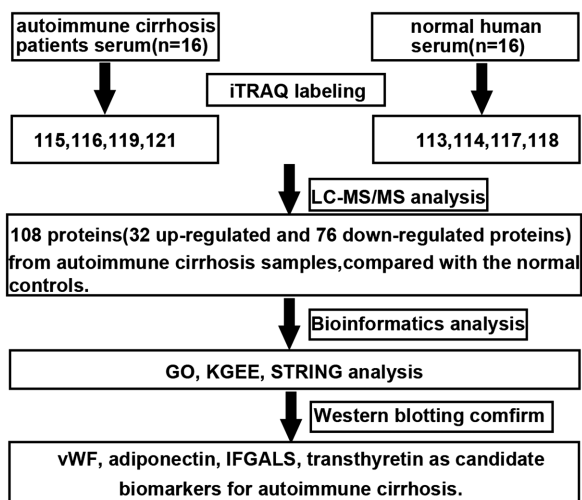 autoimmune cirrhosis
patients serum(n=16)
normal human
serum(n=16)
iTRAQ labeling
115,116,119,121
113,114,117,118
LC-MS/MS analysis
108 proteins(32 up-regulated and 76 down-regulated proteins)
from autoimmune cirrhosis samples,compared with the normal
controls.
Bioinformatics analysis
GO, KGEE, STRING analysis
Western blotting comfirm
vWF, adiponectin, IFGALS, transthyretin as candidate
biomarkers for autoimmune cirrhosis.